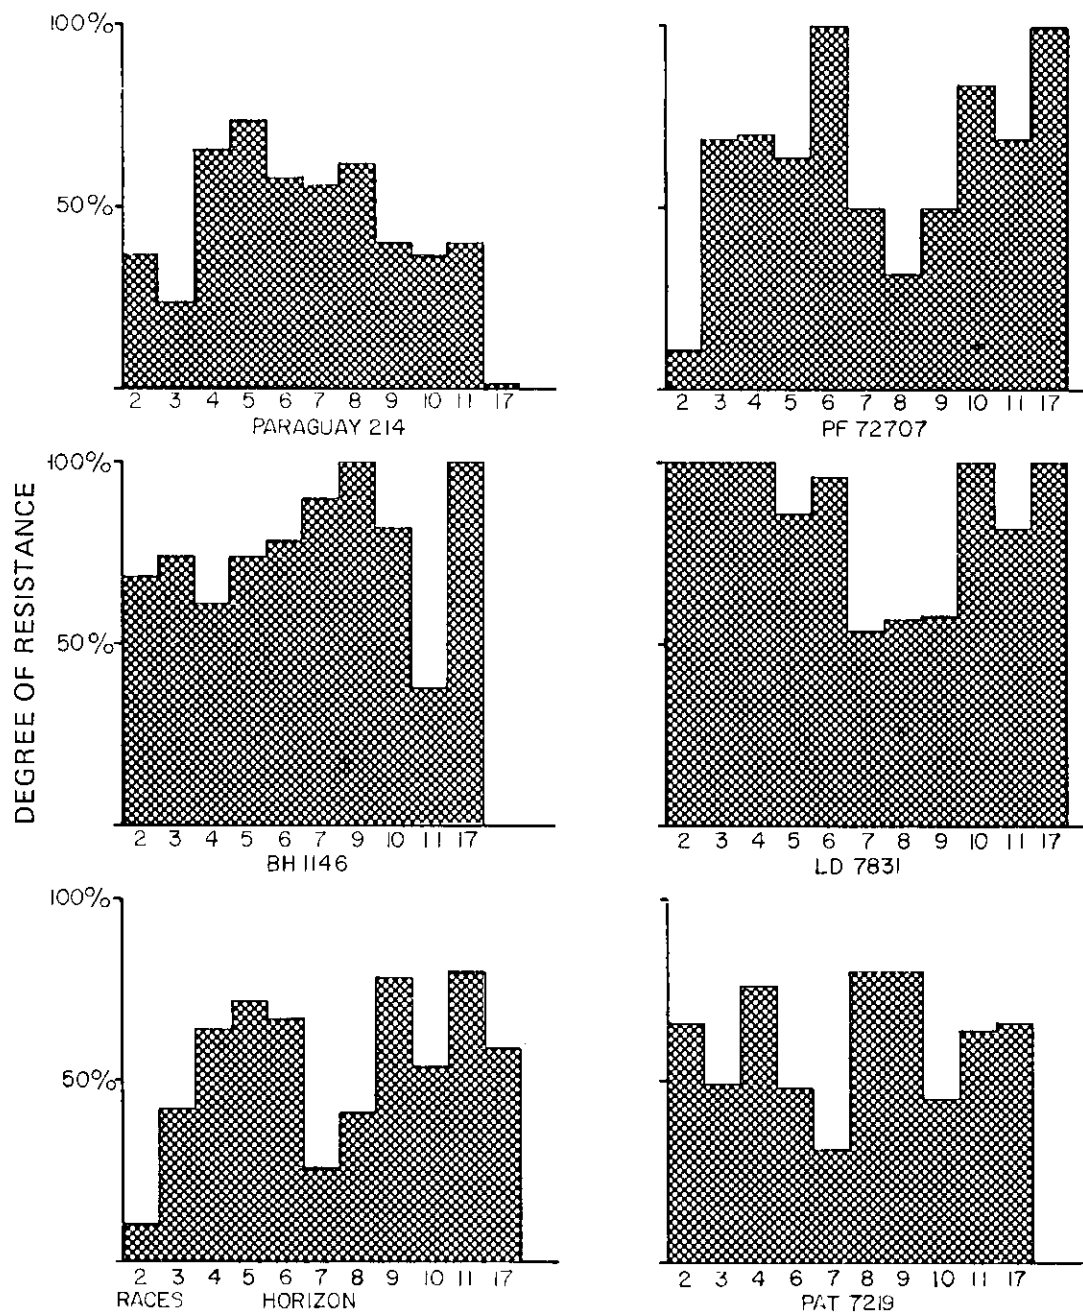 100%
50%
2 3 4 5 6 7 8 9 10 11 17
PARAGUAY 214
2 3 4 5 6 7 8 9 10 11 17
PF 72707
DEGREE OF RESISTANCE
100%
50%
2 3 4 5 6 7 9 10 11 17
BH 1146
2 3 4 5 6 7 8 9 10 11 17
LD 7831
100%
50%
2 3 4 5 6 7 8 9 10 11 17
RACES HORIZON
2 3 4 6 7 8 9 10 11 17
PAT 7219